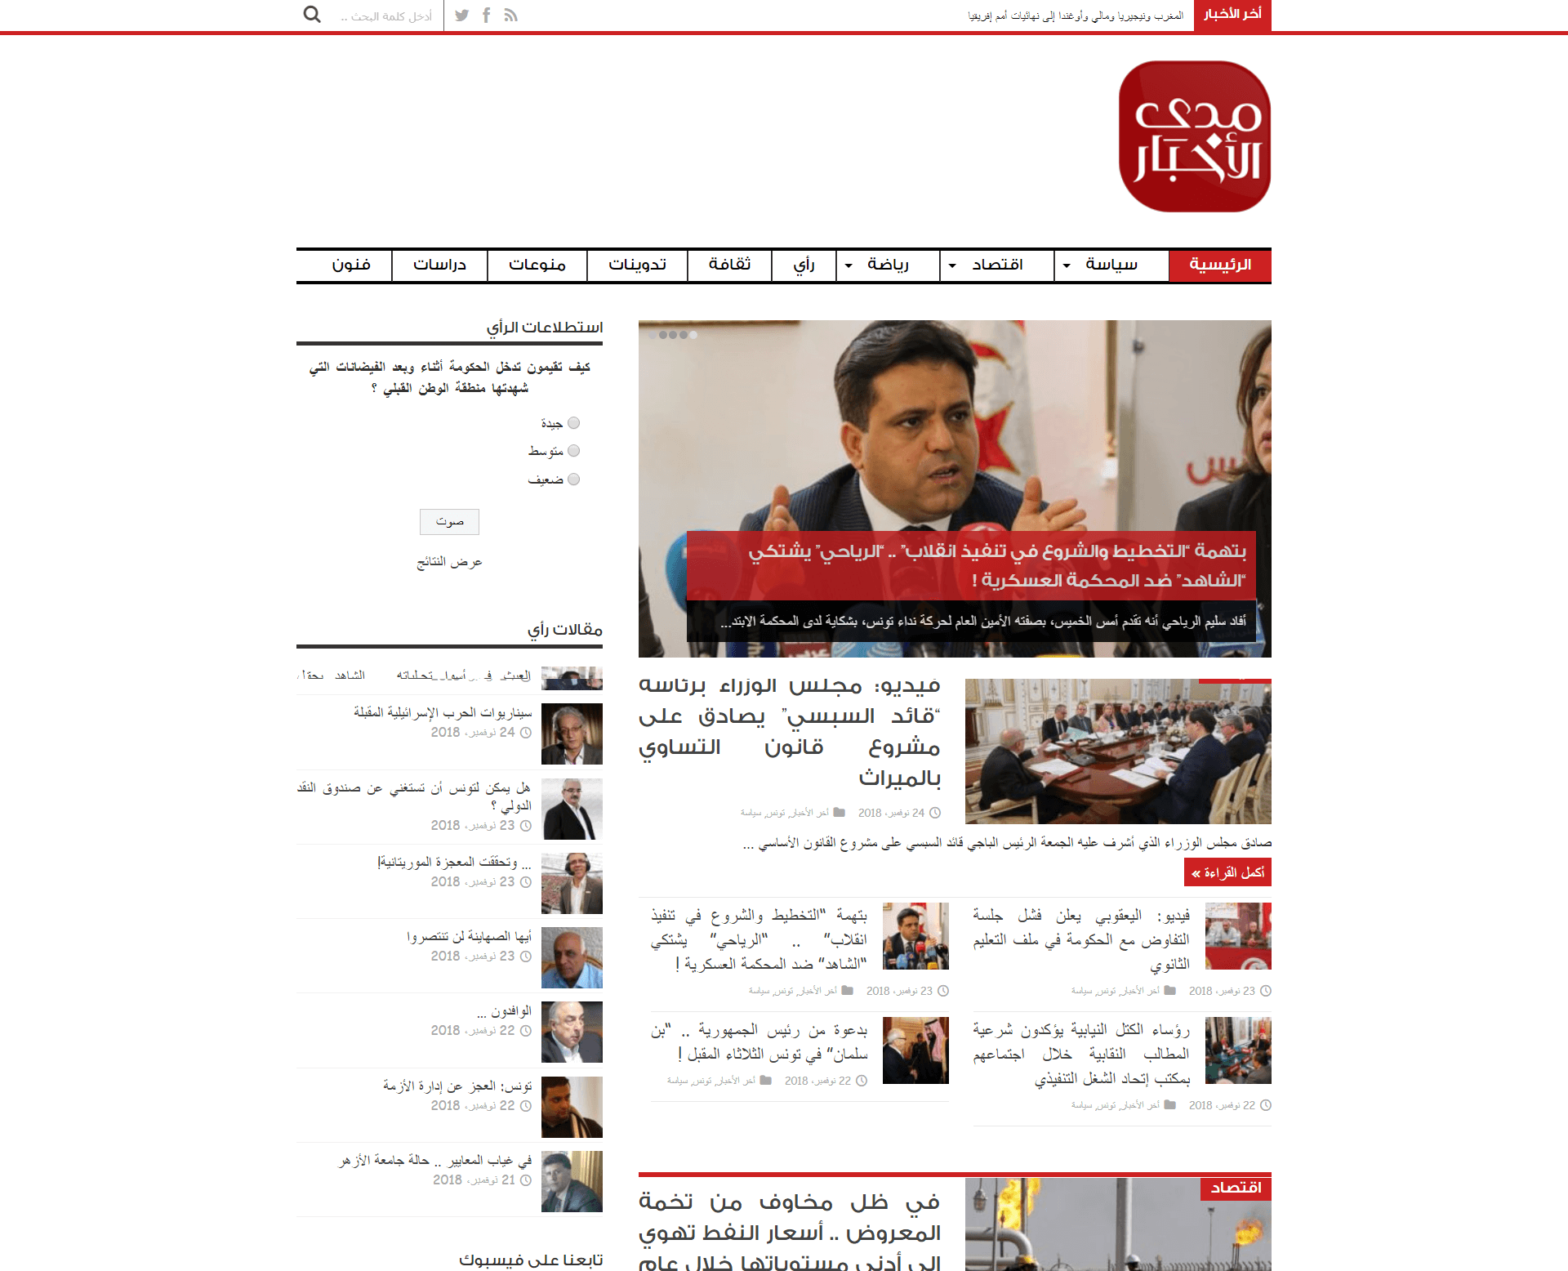 أخر الأخبار
المغرب ونيجيريا ومالي وأوغندا إلى نهائيات أمم إفريقيا
أدخل كلمة البحث ..
مدى
الأخبار
الرئيسية
سياسة
اقتصاد
رياضة
رأي
ثقافة
تدوينات
منوعات
دراسات
فنون
بتهمة "التخطيط والشروع في تنفيذ انقلاب" .. "الرياحي" يشتكي
"الشاهد" ضد المحكمة العسكرية !
أفاد سليم الرياحي أنه تقدم أمس الخميس، بصفته الأمين العام لحركة نداء تونس، بشكاية لدى المحكمة الابتد...
فيديو: مجلس الوزراء برئاسة
"قائد السبسي" يصادق على
مشروع قانون التساوي
بالميراث
24 نوفمبر، 2018
أخر الأخبار, تونس, سياسة
صادق مجلس الوزراء الذي أشرف عليه الجمعة الرئيس الباجي قائد السبسي على مشروع القانون الأساسي ...
أكمل القراءة »
فيديو: اليعقوبي يعلن فشل جلسة
التفاوض مع الحكومة في ملف التعليم
الثانوي
23 نوفمبر، 2018
أخر الأخبار, تونس, سياسة
بتهمة "التخطيط والشروع في تنفيذ
انقلاب" .. "الرياحي" يشتكي
"الشاهد" ضد المحكمة العسكرية !
23 نوفمبر، 2018
أخر الأخبار, تونس, سياسة
رؤساء الكتل النيابية يؤكدون شرعية
المطالب النقابية خلال اجتماعهم
بمكتب إتحاد الشغل التنفيذي
22 نوفمبر، 2018
أخر الأخبار, تونس, سياسة
بدعوة من رئيس الجمهورية .. "بن
سلمان" في تونس الثلاثاء المقبل !
22 نوفمبر، 2018
أخر الأخبار, تونس, سياسة
اقتصاد
في ظل مخاوف من تخمة
المعروض .. أسعار النفط تهوي
إلى أدنى مستوياتها خلال عام
استطلاعات الرأي
كيف تقيمون تدخل الحكومة أثناء وبعد الفيضانات التي
شهدتها منطقة الوطن القبلي ؟
جيدة
متوسط
ضعيف
صوت
عرض النتائج
مقالات رأي
سيناريوات الحرب الإسرائيلية المقبلة
24 نوفمبر، 2018
هل يمكن لتونس أن تستغني عن صندوق النقد
الدولي ؟
23 نوفمبر، 2018
... وتحققت المعجزة الموريتانية!
23 نوفمبر، 2018
أيها الصهاينة لن تنتصروا
23 نوفمبر، 2018
الوافدون ...
22 نوفمبر، 2018
تونس: العجز عن إدارة الأزمة
22 نوفمبر، 2018
في غياب المعايير .. حالة جامعة الأزهر
21 نوفمبر، 2018
تابعنا على فيسبوك